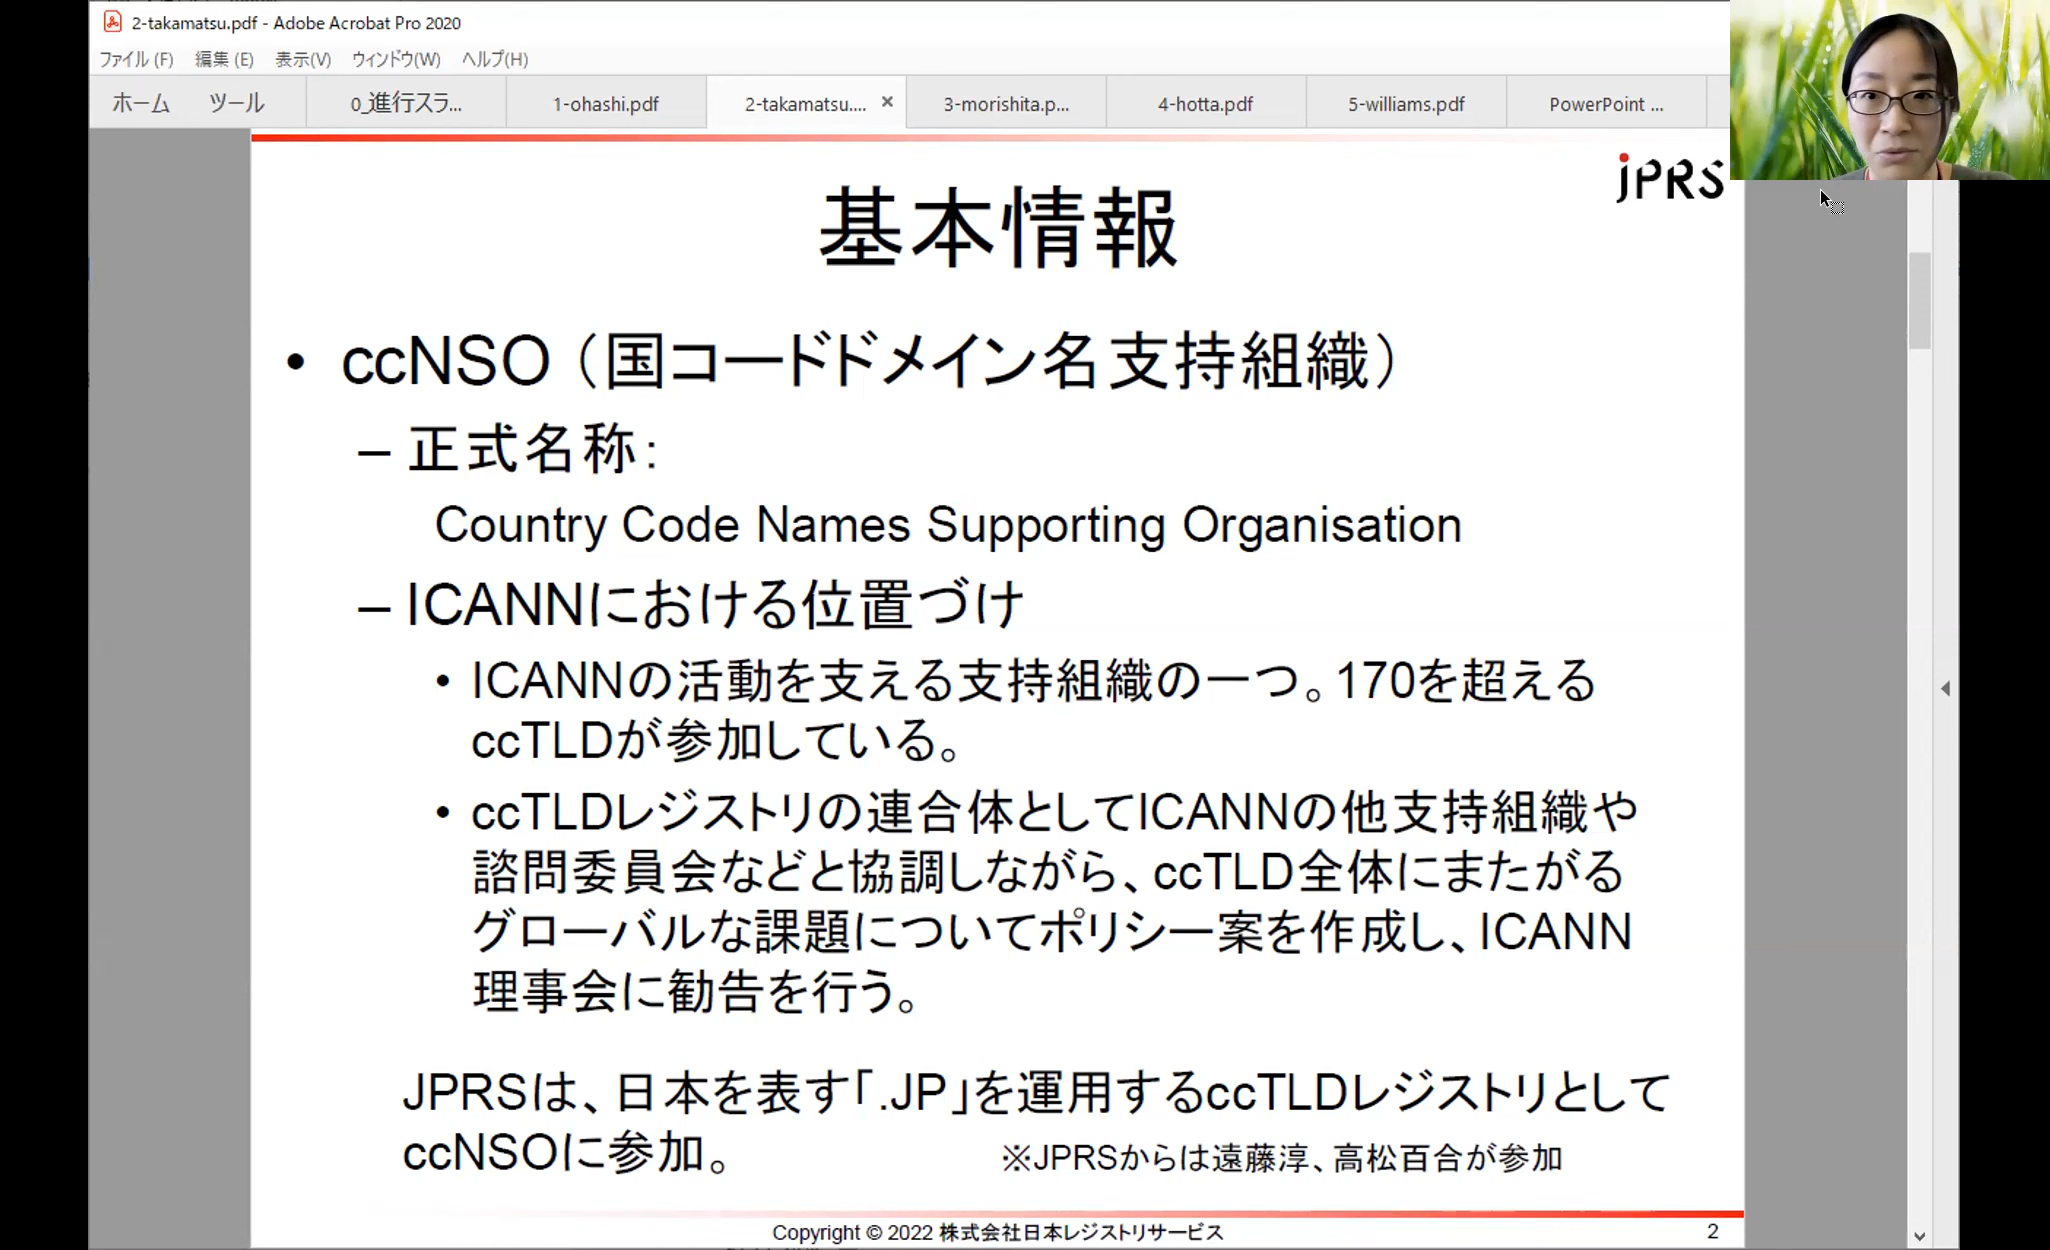 2-takamatsu.pdf - Adobe Acrobat Pro 2020
ファイル(F) 編集(E) 表示(V) ウィンドウ(W) ヘルプ(H)
ホーム ツール 0_進行スラ... 1-ohashi.pdf 2-takamatsu.... × 3-morishita.p... 4-hotta.pdf 5-williams.pdf PowerPoint ...
jPRS
基本情報
• ccNSO（国コードドメイン名支持組織）
– 正式名称：
Country Code Names Supporting Organisation
– ICANNにおける位置づけ
• ICANNの活動を支える支持組織の一つ。170を超える
ccTLDが参加している。
• ccTLDレジストリの連合体としてICANNの他支持組織や
諮問委員会などと協調しながら、ccTLD全体にまたがる
グローバルな課題についてポリシー案を作成し、ICANN
理事会に勧告を行う。
JPRSは、日本を表す「.JP」を運用するccTLDレジストリとして
ccNSOに参加。 ※JPRSからは遠藤淳、高松百合が参加
Copyright © 2022 株式会社日本レジストリサービス 2